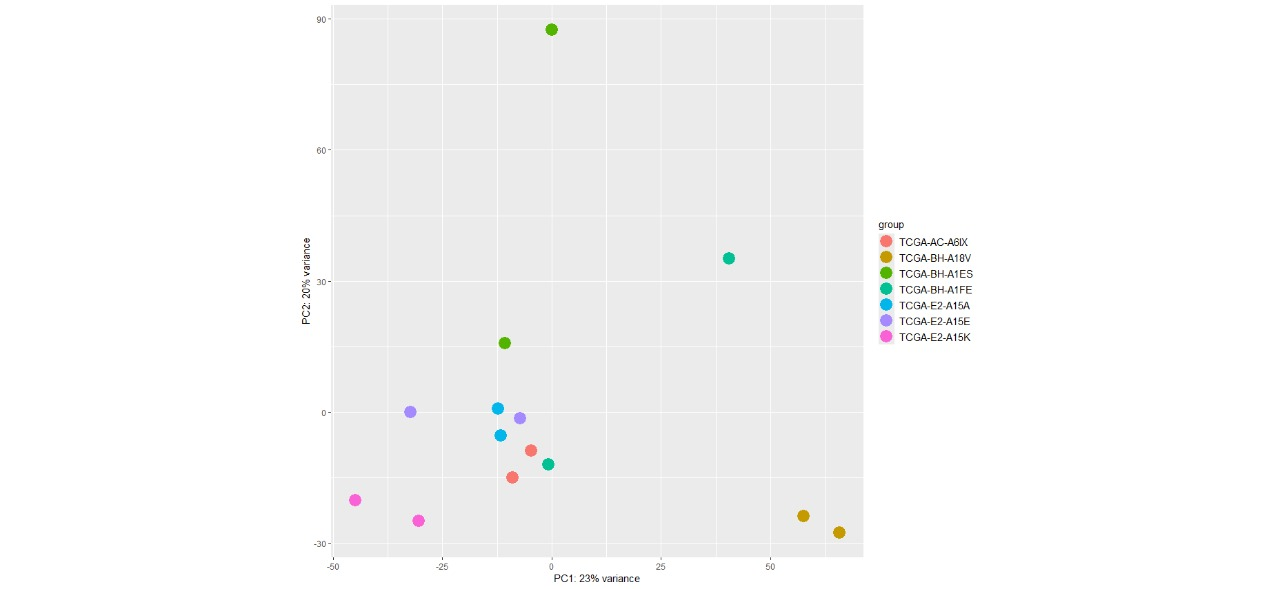 90
60
30
0
-30
PC2: 20% variance
-50
-25
0
25
50
PC1: 23% variance
group
TCGA-AC-A6IX
TCGA-BH-A18V
TCGA-BH-A1ES
TCGA-BH-A1FE
TCGA-E2-A15A
TCGA-E2-A15E
TCGA-E2-A15K